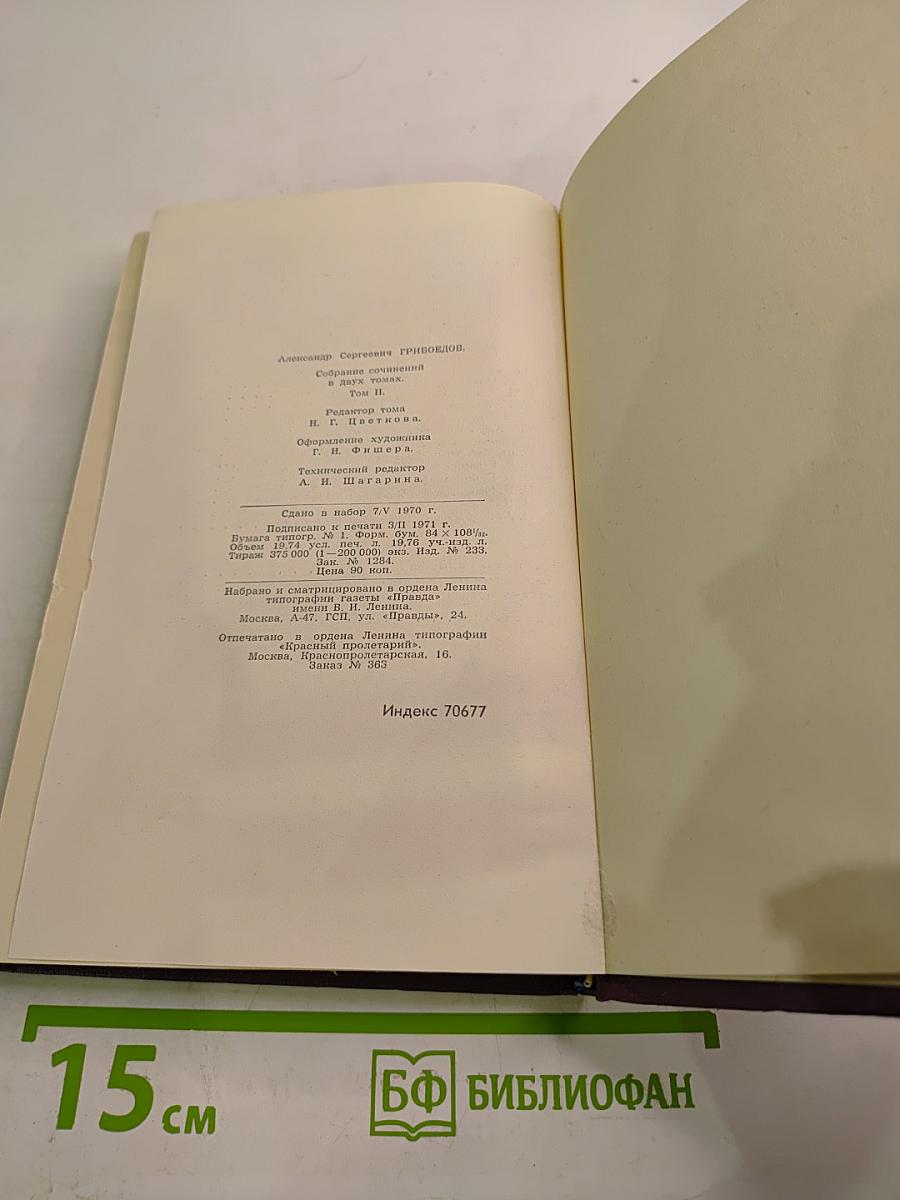 Александр Сергеевич ГРИБОЕДОВ.
Собрание сочинений
в двух томах.
Том II.
Редактор тома
Н. Г. Цветкова.
Оформление художника
Г. И. Фишера.
Технический редактор
А. И. Шагарина.
Сдано в набор 7/V 1970 г.
Подписано к печати 3/II 1971 г.
Бумага типогр. № 1. Форм. бум. 84 × 108¹/₃₂.
Объем 19,74 усл. печ. л. 19,76 уч.-изд. л.
Тираж 375 000 (1—200 000) экз. Изд. № 233.
Зак. № 1284.
Цена 90 коп.
Набрано и сматрицировано в ордена Ленина
типографии газеты «Правда»
имени В. И. Ленина.
Москва, А-47, ГСП, ул. «Правды», 24.
Отпечатано в ордена Ленина типографии
«Красный пролетарий».
Москва, Краснопролетарская, 16.
Заказ № 363
Индекс 70677
15 см
БФ БИБЛИОФАН